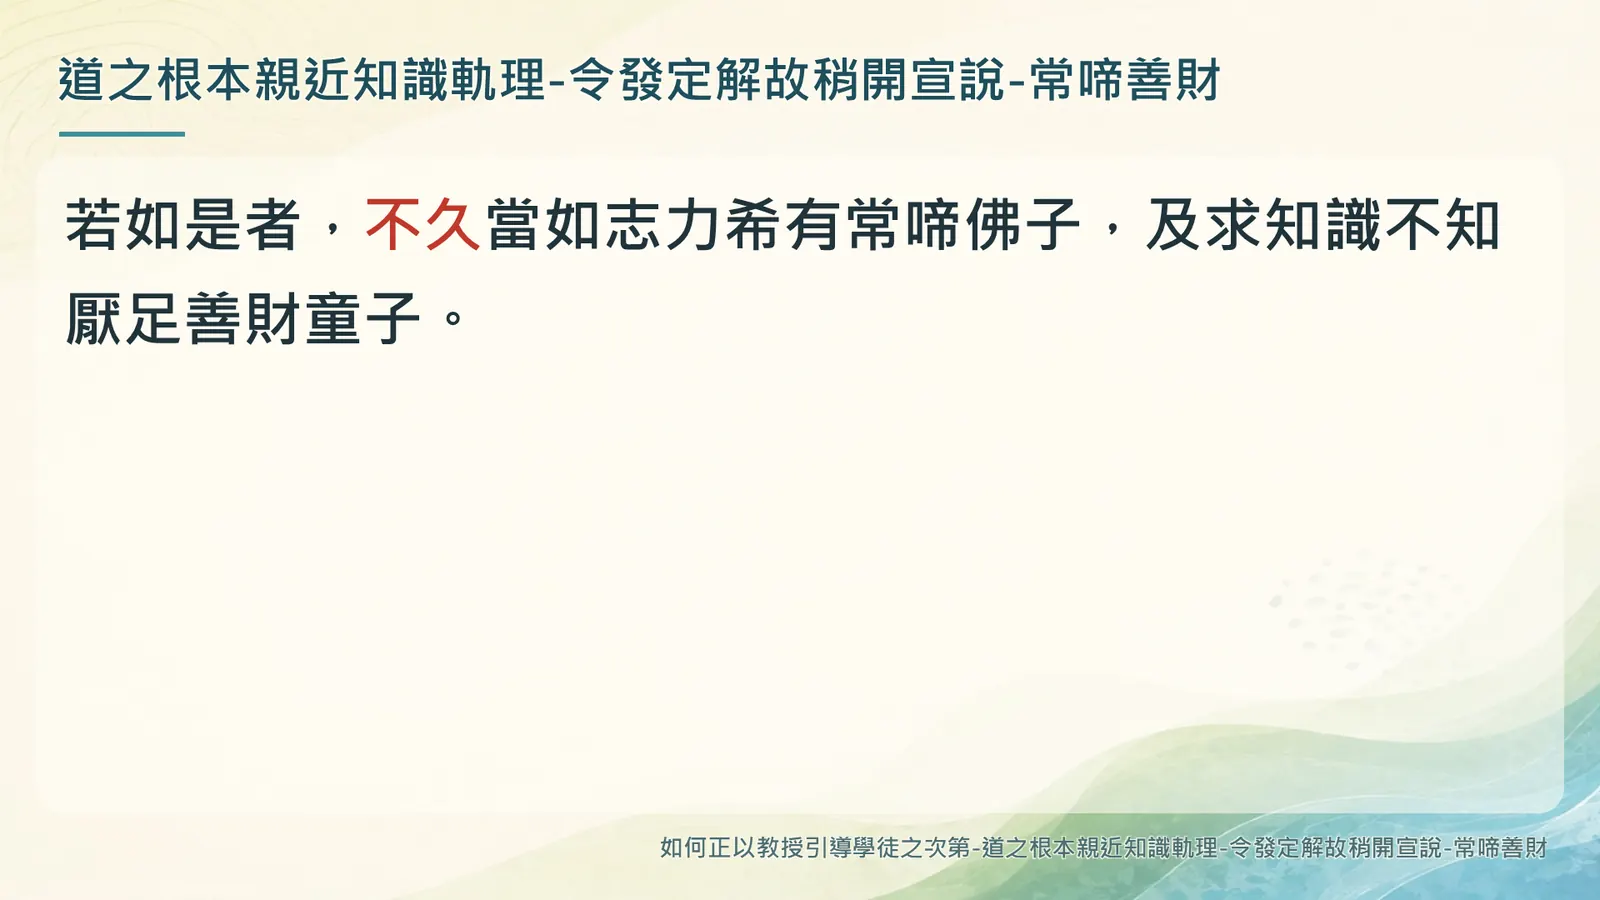 道之根本親近知識軌理-令發定解故稍開宣說-常啼善財
若如是者，不久當如志力希有常啼佛子，及求知識不知
厭足善財童子。
如何正以教授引導學徒之次第-道之根本親近知識軌理-令發定解故稍開宣說-常啼善財